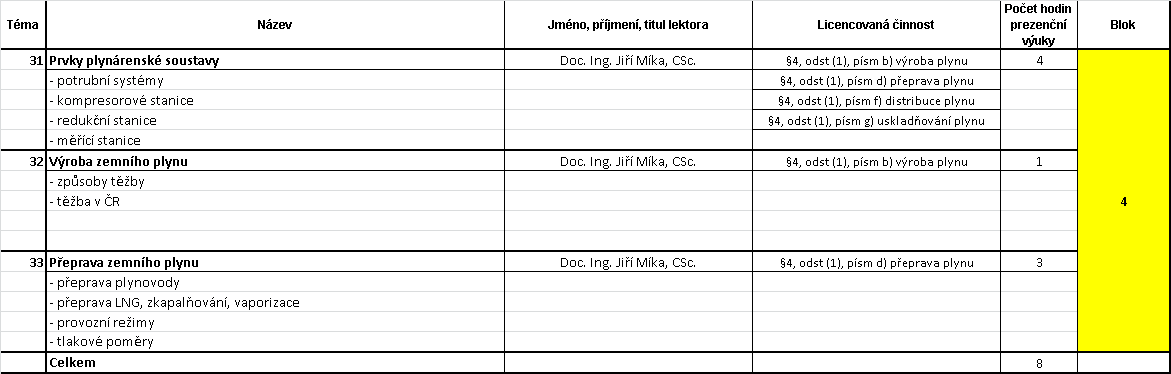 Téma Název Jméno, příjmení, titul lektora Licencovaná činnost Počet hodin prezenční výuky Blok
31 Prvky plynárenské soustavy Doc. Ing. Jiří Míka, CSc. §4, odst (1), písm b) výroba plynu 4
- potrubní systémy §4, odst (1), písm d) přeprava plynu
- kompresorové stanice §4, odst (1), písm f) distribuce plynu
- redukční stanice §4, odst (1), písm g) uskladňování plynu
- měřící stanice
32 Výroba zemního plynu Doc. Ing. Jiří Míka, CSc. §4, odst (1), písm b) výroba plynu 1
- způsoby těžby
- těžba v ČR 4
33 Přeprava zemního plynu Doc. Ing. Jiří Míka, CSc. §4, odst (1), písm d) přeprava plynu 3
- přeprava plynovody
- přeprava LNG, zkapalňování, vaporizace
- provozní režimy
- tlakové poměry
Celkem 8